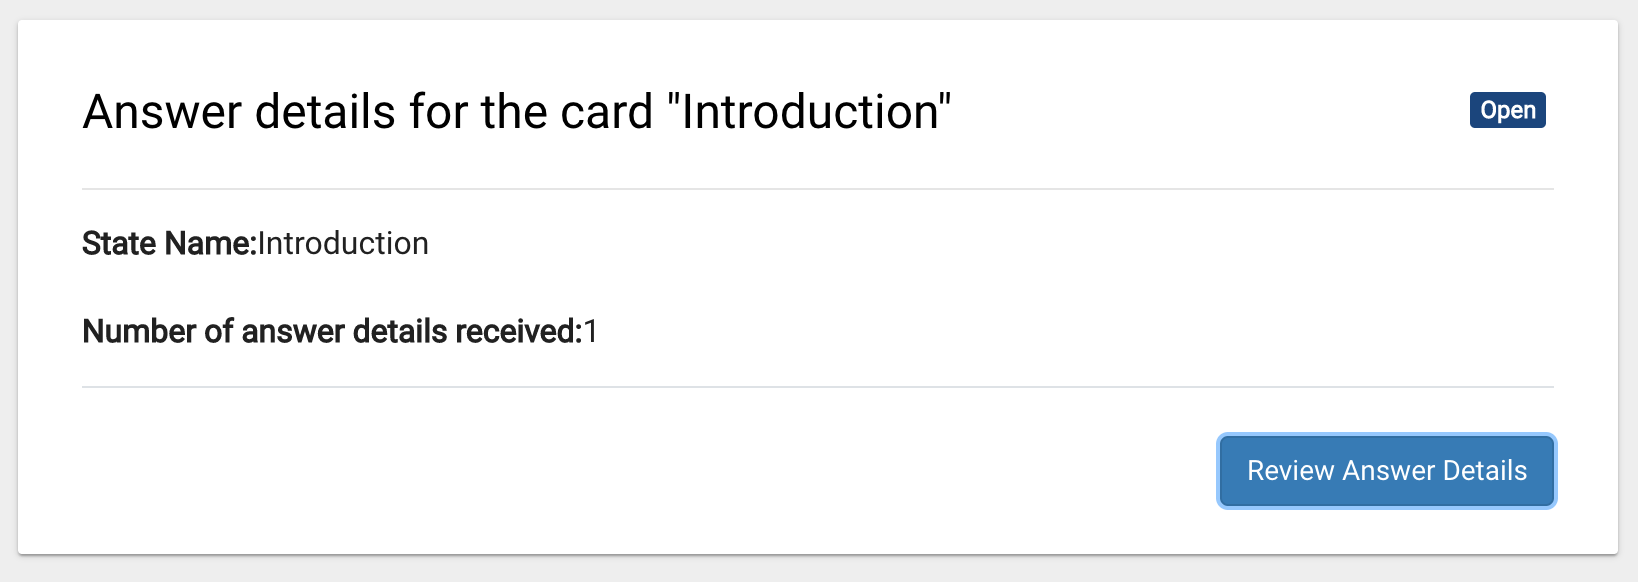 Answer details for the card "Introduction"
Open
State Name:Introduction
Number of answer details received:1
Review Answer Details